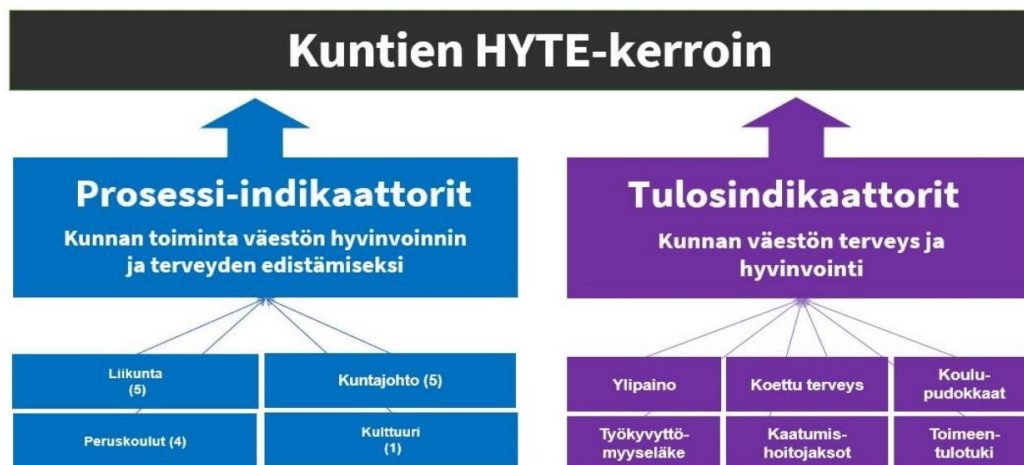 Kuntien HYTE-kerroin
Prosessi-indikaattorit
Kunnan toiminta väestön hyvinvoinnin
ja terveyden edistämiseksi
Liikunta
(5)
Kuntajohto (5)
Peruskoulut (4)
Kulttuuri
(1)
Tulosindikaattorit
Kunnan väestön terveys ja
hyvinvointi
Ylipaino
Koettu terveys
Koulu-
pudokkaat
Työkyvyttö-
myyseläke
Kaatumis-
hoitojaksot
Toimeen-
tulotuki